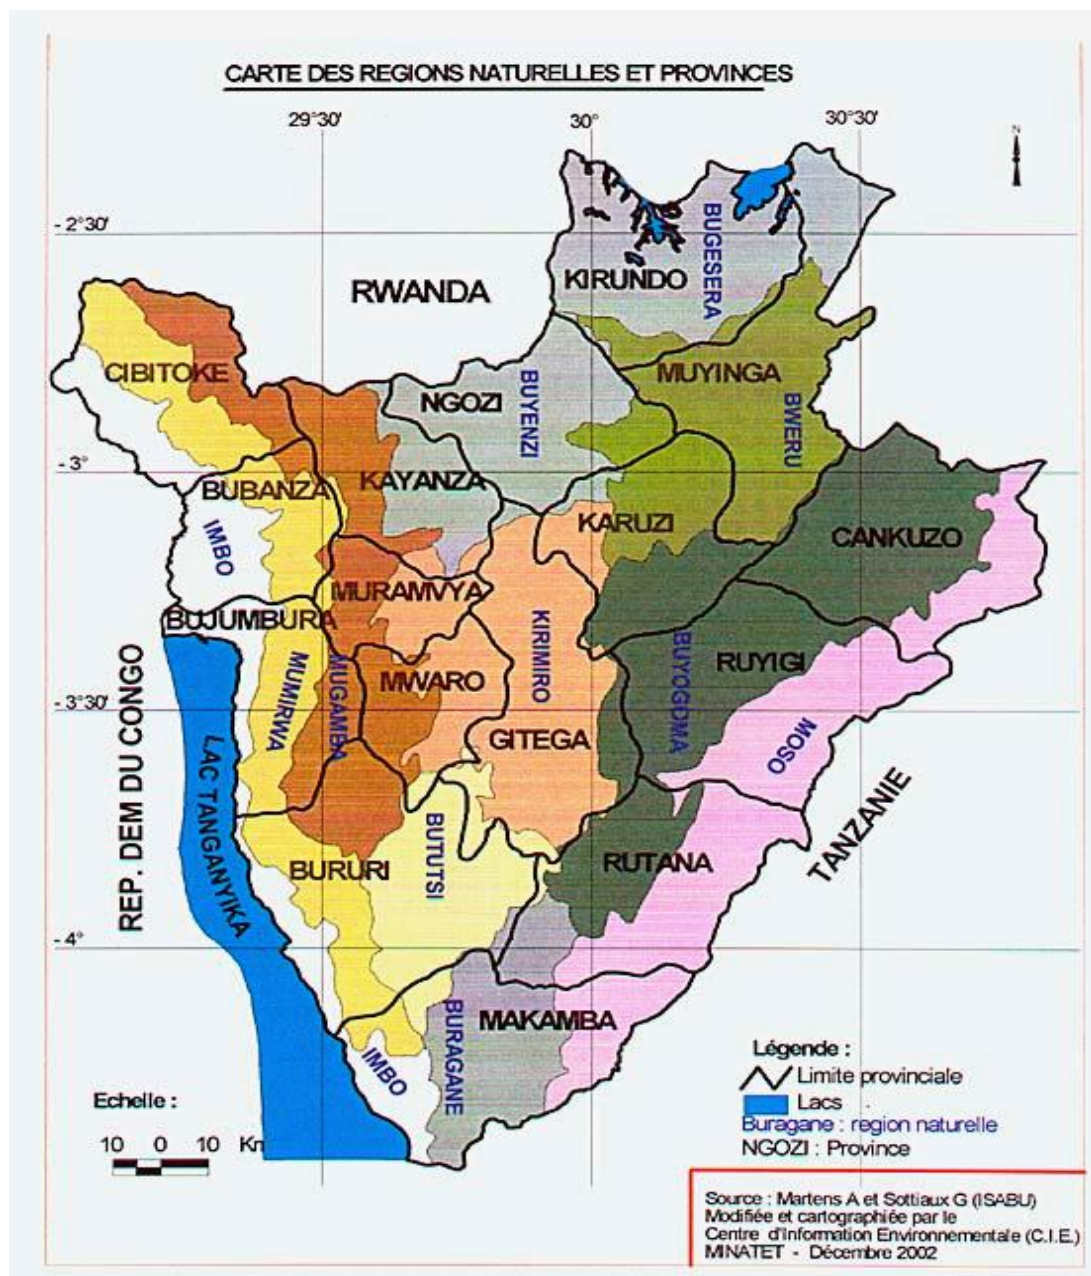 CARTE DES REGIONS NATURELLES ET PROVINCES
29°30'
30°
30°30'
N
- 2°30'
BUGESERA
KIRUNDO
RWANDA
CIBITOKE
MUYINGA
NGOZI
BUYENZI
BWERU
- 3°
KAYANZA
BUBANZA
KARUZI
CANKUZO
IMBO
MURAMVYA
BUJUMBURA
KIRIMIRO
BUYOGOMA
RUYIGI
MUMIRWA
MUGAMBA
MWARO
- 3°30'
GITEGA
MOSO
REP. DEM DU CONGO
LAC TANGANYIKA
TANZANIE
BUTUTSI
BURURI
RUTANA
- 4°
BURAGANE
MAKAMBA
IMBO
Légende :
Limite provinciale
Lacs
Buragane : region naturelle
NGOZI : Province
Echelle :
10 0 10 Km
Source : Martens A et Sottiaux G (ISABU)
Modifiée et cartographiée par le
Centre d'Information Environnementale (C.I.E.)
MINATET - Décembre 2002